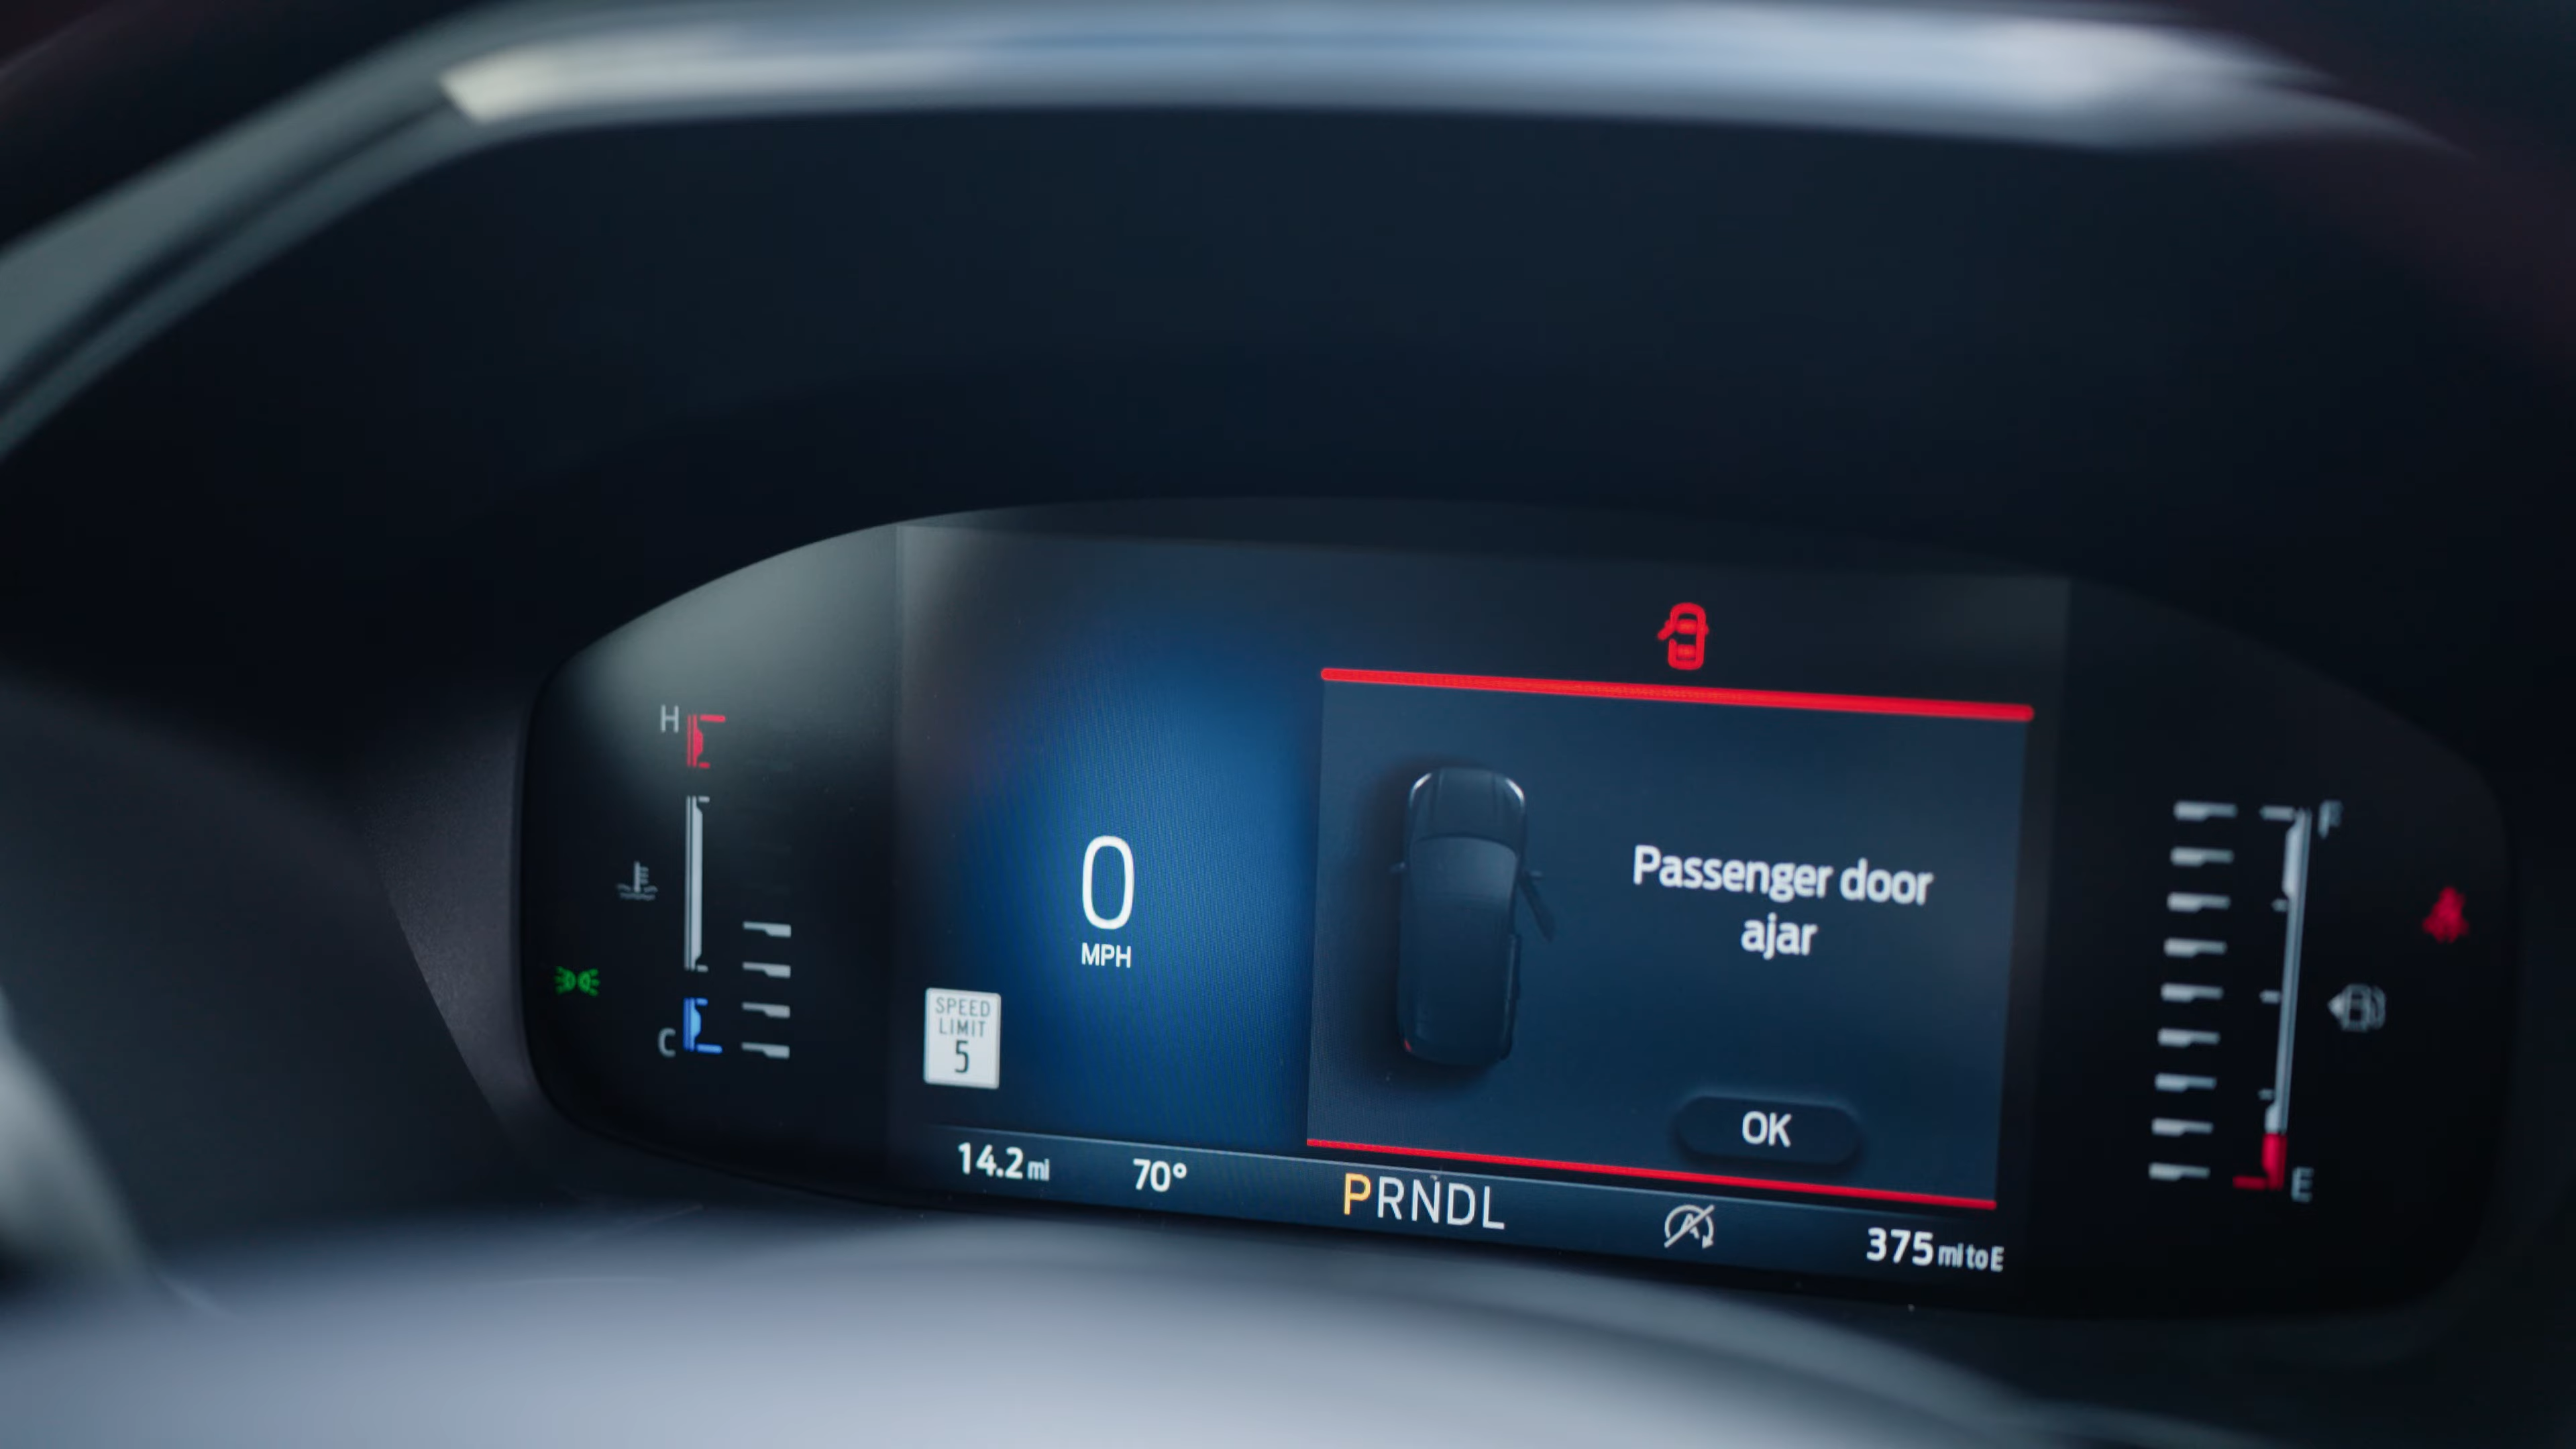 H
C
0
MPH
SPEED
LIMIT
5
Passenger door
ajar
OK
F
E
14.2 mi
70°
PRNDL
A
375 mi to E